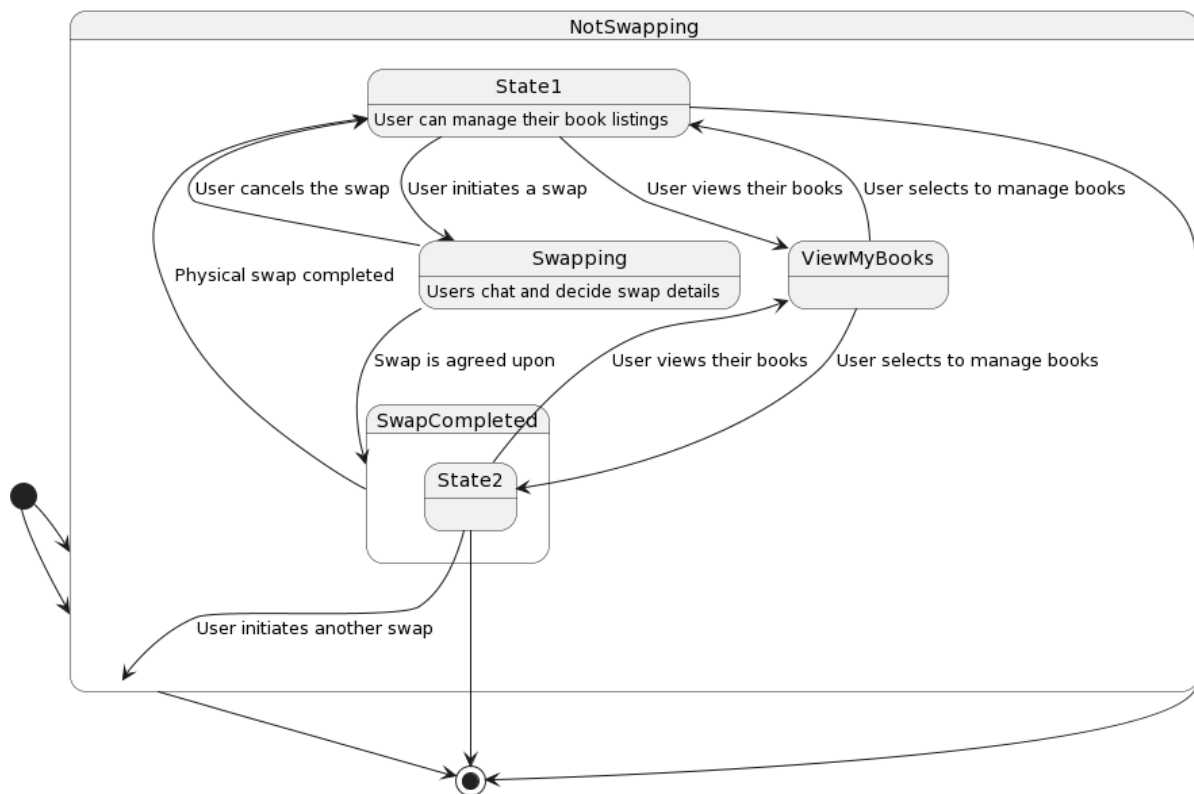 NotSwapping
State1
User can manage their book listings
User cancels the swap
User initiates a swap
User views their books
User selects to manage books
Swapping
Users chat and decide swap details
ViewMyBooks
Physical swap completed
Swap is agreed upon
User views their books
User selects to manage books
SwapCompleted
State2
User initiates another swap